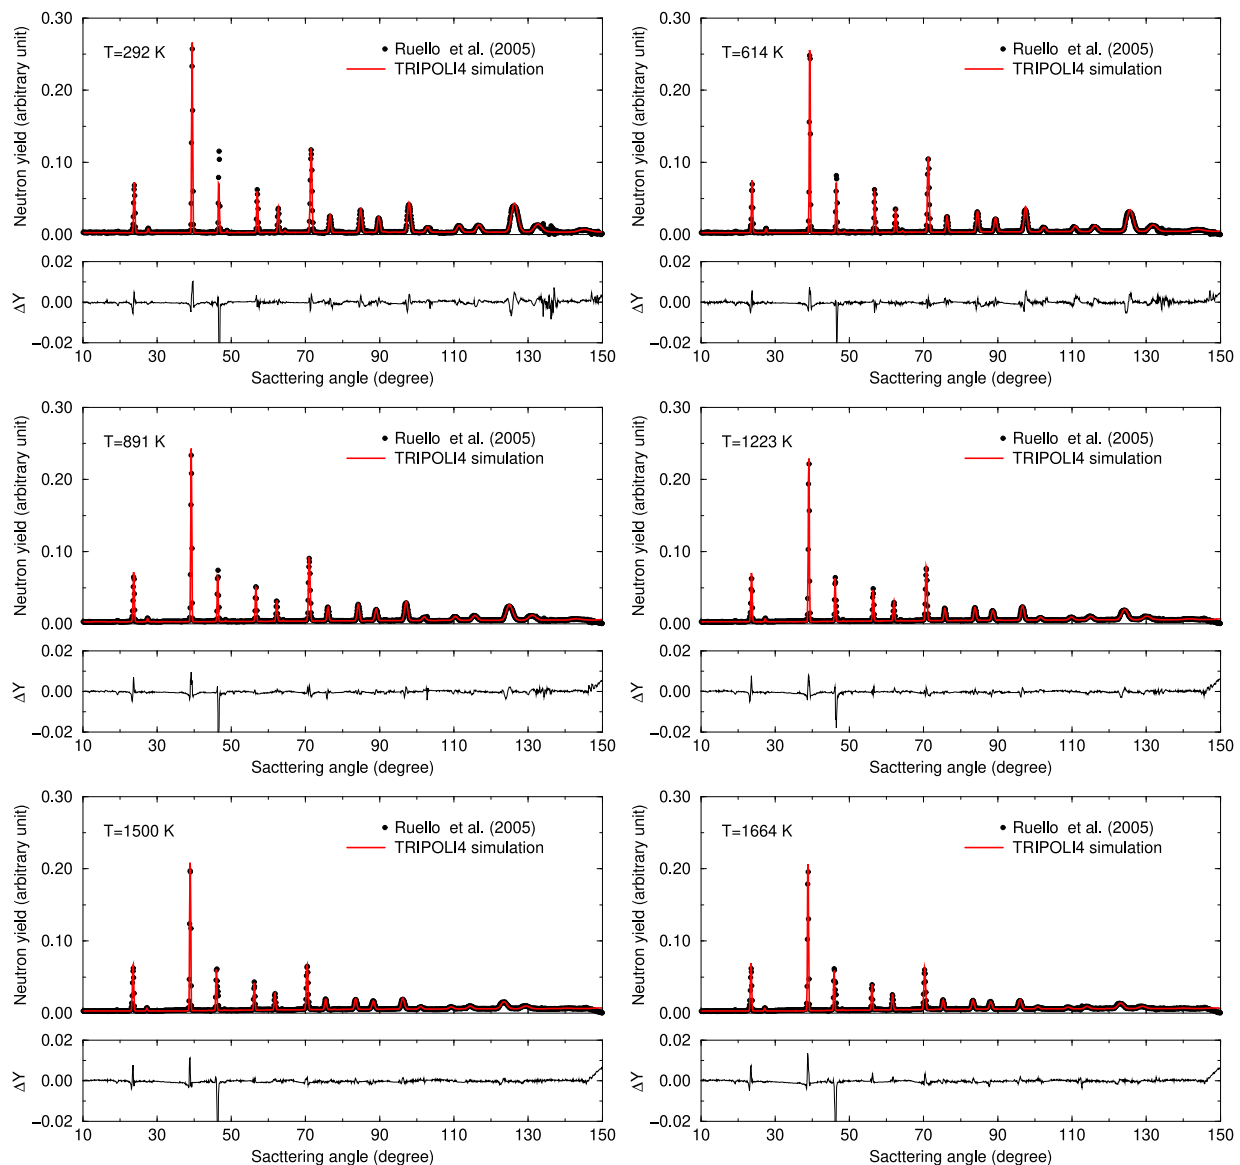 T=292 K
Ruello et al. (2005)
TRIPOLI4 simulation
Neutron yield (arbitrary unit)
0.30
0.20
0.10
0.00
ΔY
0.02
0.00
−0.02
10 30 50 70 90 110 130 150
Sacttering angle (degree)
T=614 K
Ruello et al. (2005)
TRIPOLI4 simulation
Neutron yield (arbitrary unit)
0.30
0.20
0.10
0.00
ΔY
0.02
0.00
−0.02
10 30 50 70 90 110 130 150
Sacttering angle (degree)
T=891 K
Ruello et al. (2005)
TRIPOLI4 simulation
Neutron yield (arbitrary unit)
0.30
0.20
0.10
0.00
ΔY
0.02
0.00
−0.02
10 30 50 70 90 110 130 150
Sacttering angle (degree)
T=1223 K
Ruello et al. (2005)
TRIPOLI4 simulation
Neutron yield (arbitrary unit)
0.30
0.20
0.10
0.00
ΔY
0.02
0.00
−0.02
10 30 50 70 90 110 130 150
Sacttering angle (degree)
T=1500 K
Ruello et al. (2005)
TRIPOLI4 simulation
Neutron yield (arbitrary unit)
0.30
0.20
0.10
0.00
ΔY
0.02
0.00
−0.02
10 30 50 70 90 110 130 150
Sacttering angle (degree)
T=1664 K
Ruello et al. (2005)
TRIPOLI4 simulation
Neutron yield (arbitrary unit)
0.30
0.20
0.10
0.00
ΔY
0.02
0.00
−0.02
10 30 50 70 90 110 130 150
Sacttering angle (degree)